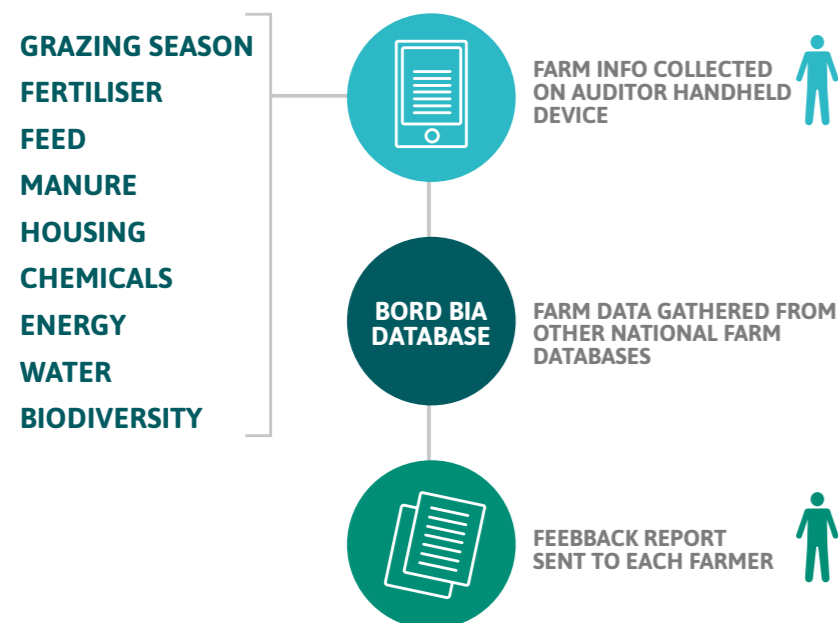 GRAZING SEASON
FERTILISER
FEED
MANURE
HOUSING
CHEMICALS
ENERGY
WATER
BIODIVERSITY
FARM INFO COLLECTED
ON AUDITOR HANDHELD
DEVICE
BORD BIA
DATABASE
FARM DATA GATHERED FROM
OTHER NATIONAL FARM
DATABASES
FEEBBACK REPORT
SENT TO EACH FARMER